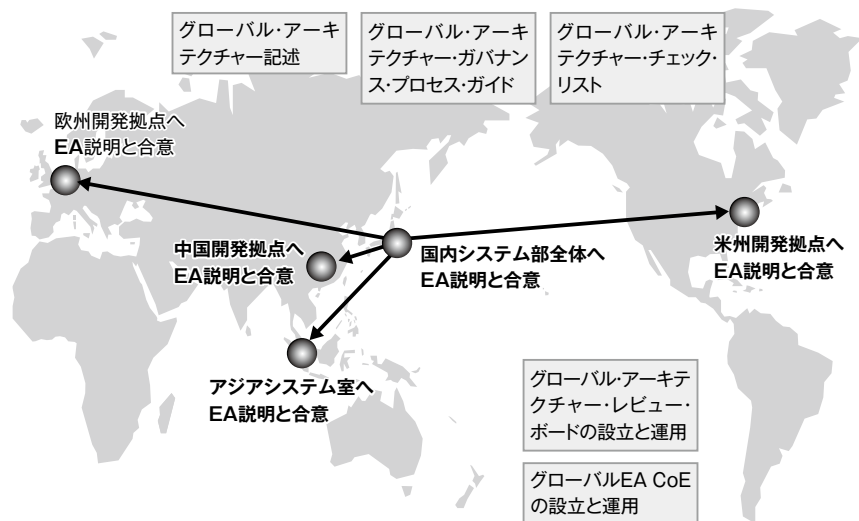 グローバル・アーキ
テクチャー記述
グローバル・アーキ
テクチャー・ガバナン
ス・プロセス・ガイド
グローバル・アーキ
テクチャー・チェック・
リスト
欧州開発拠点へ
EA説明と合意
中国開発拠点へ
EA説明と合意
国内システム部全体へ
EA説明と合意
米州開発拠点へ
EA説明と合意
アジアシステム室へ
EA説明と合意
グローバル・アーキテ
クチャー・レビュー・
ボードの設立と運用
グローバルEA CoE
の設立と運用